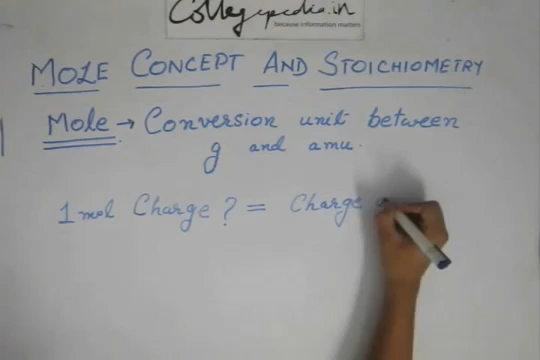 Collegepedia.in
because information matters
MOLE CONCEPT AND STOICHIOMETRY
Mole → Conversion unit between
g and amu.
1 mol Charge? = Charge